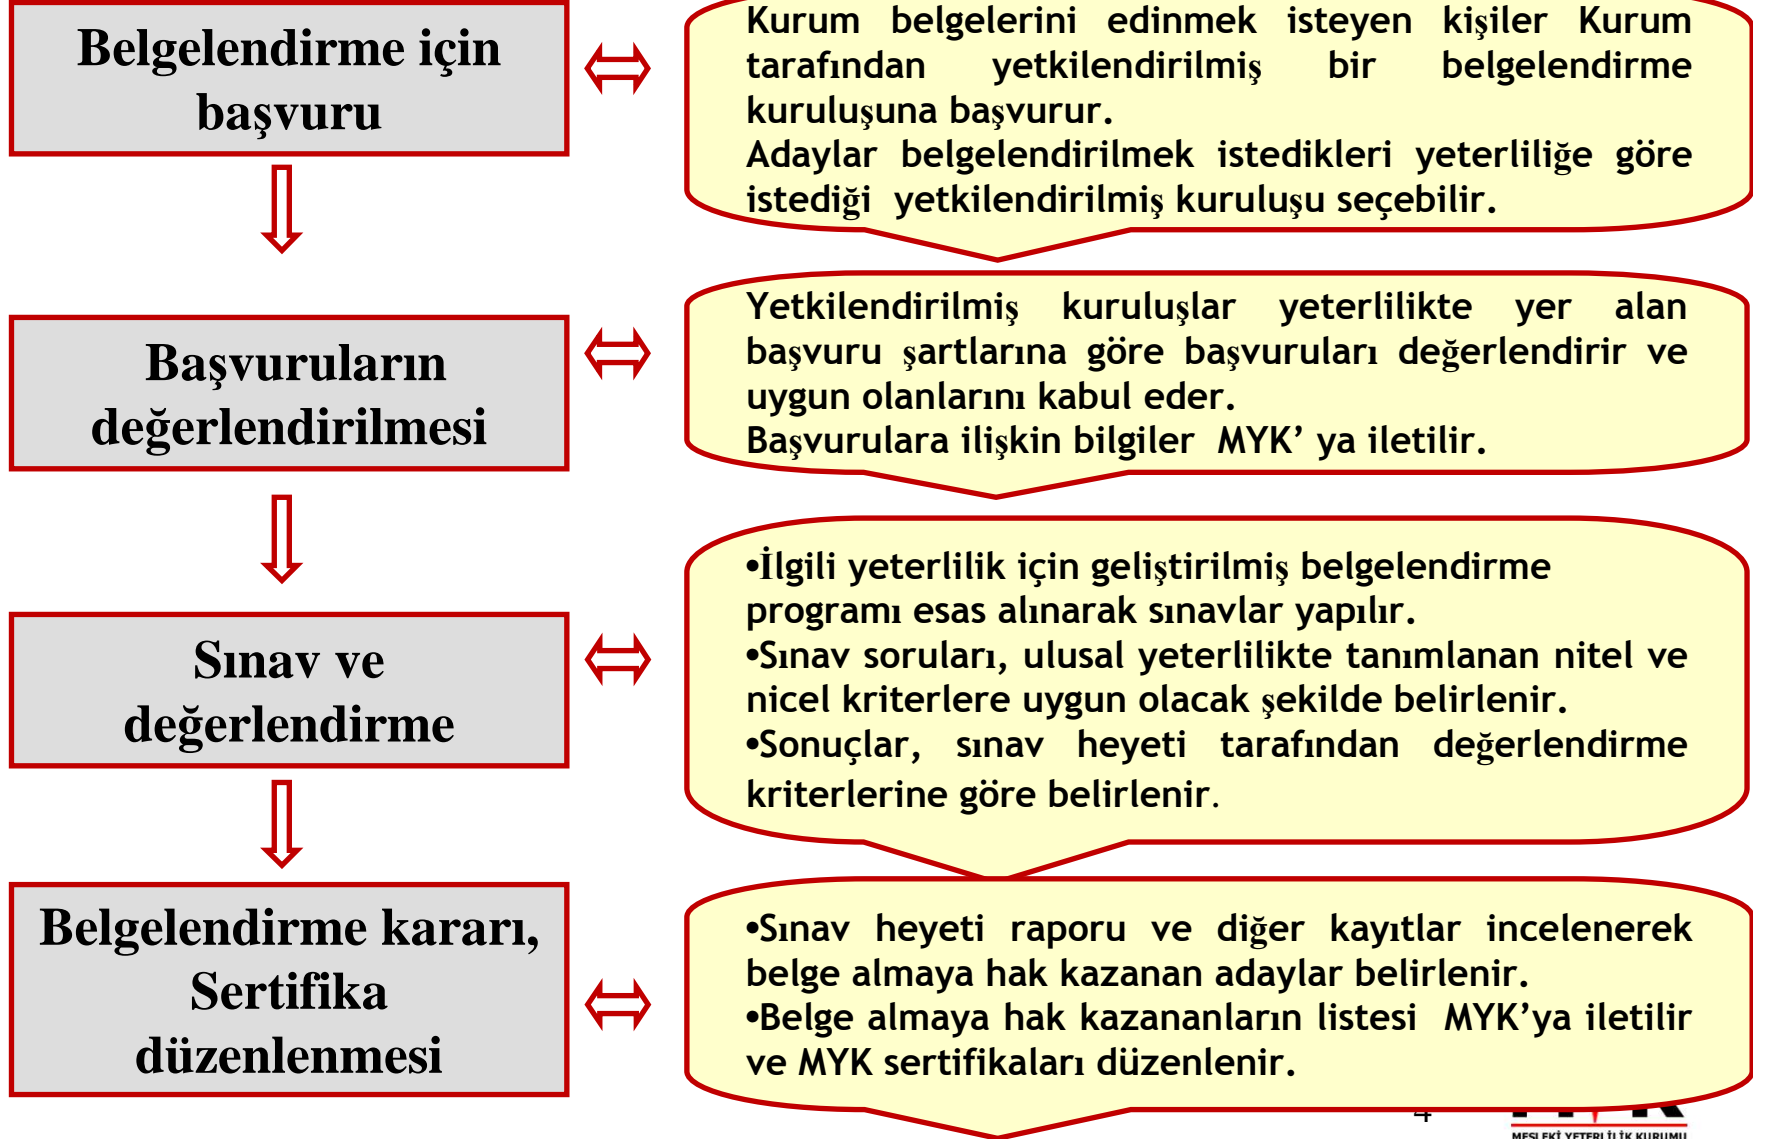 Belgelendirme için
başvuru
Kurum belgelerini edinmek isteyen kişiler Kurum
tarafından yetkilendirilmiş bir belgelendirme
kuruluşuna başvurur.
Adaylar belgelendirilmek istedikleri yeterliliğe göre
istediği yetkilendirilmiş kuruluşu seçebilir.
Başvuruların
değerlendirilmesi
Yetkilendirilmiş kuruluşlar yeterlilikte yer alan
başvuru şartlarına göre başvuruları değerlendirir ve
uygun olanlarını kabul eder.
Başvurulara ilişkin bilgiler MYK’ ya iletilir.
Sınav ve
değerlendirme
•İlgili yeterlilik için geliştirilmiş belgelendirme
programı esas alınarak sınavlar yapılır.
•Sınav soruları, ulusal yeterlilikte tanımlanan nitel ve
nicel kriterlere uygun olacak şekilde belirlenir.
•Sonuçlar, sınav heyeti tarafından değerlendirme
kriterlerine göre belirlenir.
Belgelendirme kararı,
Sertifika
düzenlenmesi
•Sınav heyeti raporu ve diğer kayıtlar incelenerek
belge almaya hak kazanan adaylar belirlenir.
•Belge almaya hak kazananların listesi MYK’ya iletilir
ve MYK sertifikaları düzenlenir.
4
MESLEKİ YETERLİLİK KURUMU